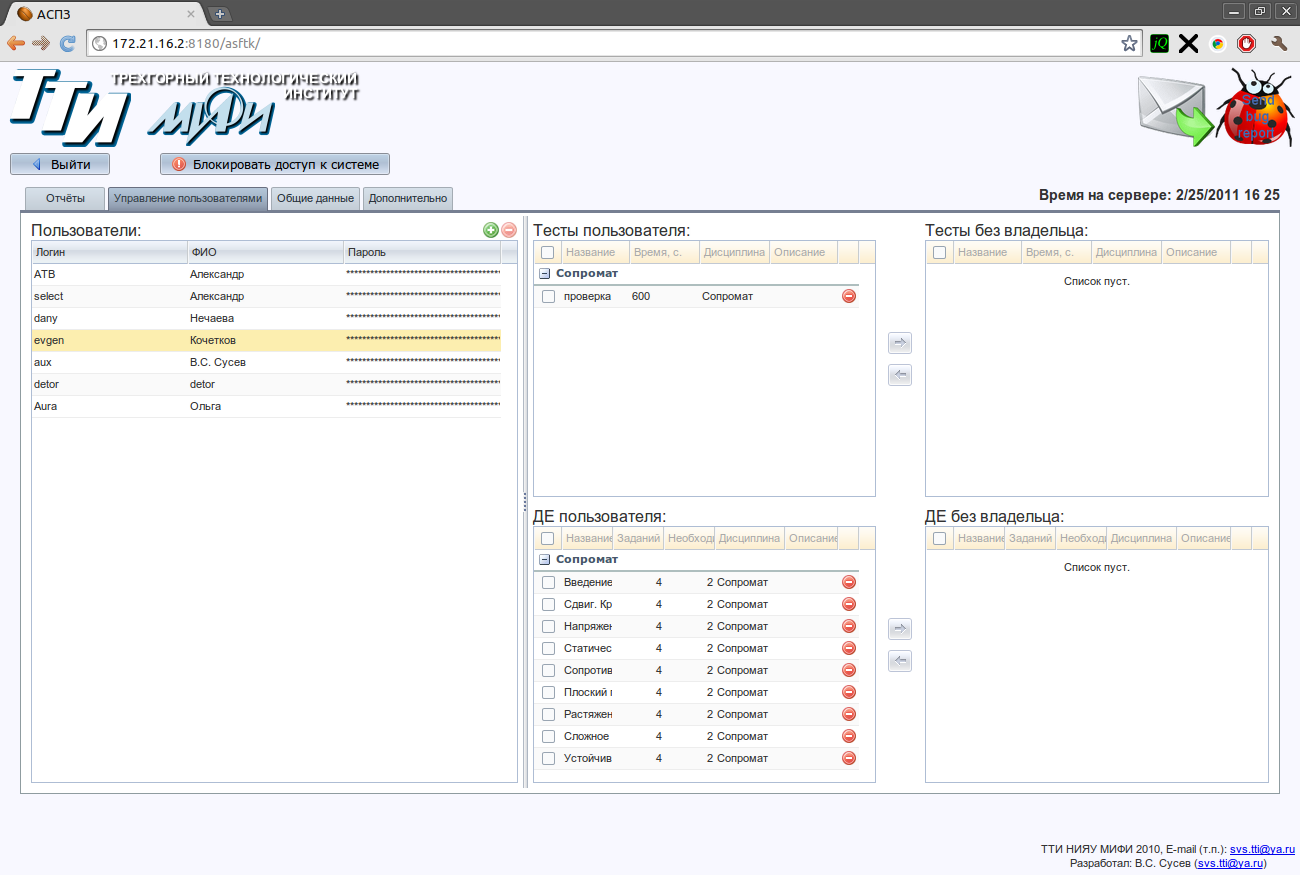 АСПЗ
172.21.16.2:8180/asftk/
ТРЕХГОРНЫЙ ТЕХНОЛОГИЧЕСКИЙ
ИНСТИТУТ
ТТИ МИФИ
Send
bug
report
Выйти Блокировать доступ к системе
Отчёты Управление пользователями Общие данные Дополнительно
Время на сервере: 2/25/2011 16 25
Пользователи:
Логин ФИО Пароль
ATB Александр ****************************************
select Александр ****************************************
dany Нечаева ****************************************
evgen Кочетков ****************************************
aux В.С. Сусев ****************************************
detor detor ****************************************
Aura Ольга ****************************************
Тесты пользователя:
Название Время, с. Дисциплина Описание
Сопромат
проверка 600 Сопромат
Тесты без владельца:
Название Время, с. Дисциплина Описание
Список пуст.
ДЕ пользователя:
Название Заданий Необходи Дисциплина Описание
Сопромат
Введение 4 2 Сопромат
Сдвиг. Кр 4 2 Сопромат
Напряжен 4 2 Сопромат
Статичес 4 2 Сопромат
Сопротив 4 2 Сопромат
Плоский 4 2 Сопромат
Растяжен 4 2 Сопромат
Сложное 4 2 Сопромат
Устойчив 4 2 Сопромат
ДЕ без владельца:
Название Заданий Необходи Дисциплина Описание
Список пуст.
ТТИ НИЯУ МИФИ 2010, E-mail (т.п.): svs.tti@ya.ru
Разработал: В.С. Сусев (svs.tti@ya.ru)